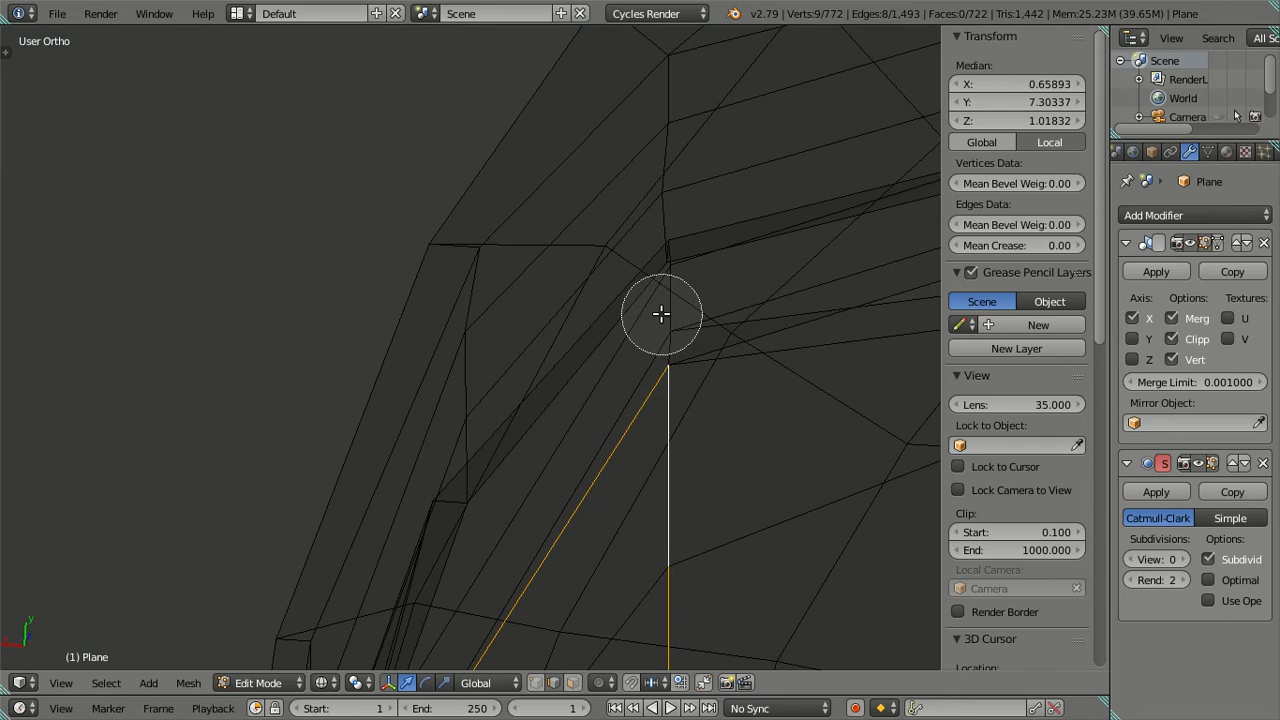 File Render Window Help Default Scene Cycles Render v2.79 | Verts:9/772 | Edges:8/1,493 | Faces:0/722 | Tris:1,442 | Mem:25.23M (39.65M) | Plane
User Ortho
Transform
Median:
X: 0.65893
Y: 7.30337
Z: 1.01832
Global Local
Vertices Data:
Mean Bevel Weig: 0.00
Edges Data:
Mean Bevel Weig: 0.00
Mean Crease: 0.00
Grease Pencil Layers
Scene Object
New
New Layer
View
Lens: 35.000
Lock to Object:
Lock to Cursor
Lock Camera to View
Clip:
Start: 0.100
End: 1000.000
Local Camera:
Camera
Render Border
3D Cursor
Location:
View Search All Sc
Scene
RenderL
World
Camera
Plane
Add Modifier
Apply Copy
Axis: Options: Textures:
X Merg U
Y Clipp V
Z Vert
Merge Limit: 0.001000
Mirror Object:
S
Apply Copy
Catmull-Clark Simple
Subdivisions: Options:
View: 0 Subdivid
Rend: 2 Optimal
Use Ope
x y z
(1) Plane
View Select Add Mesh Edit Mode Global
View Marker Frame Playback Start: 1 End: 250 1 No Sync